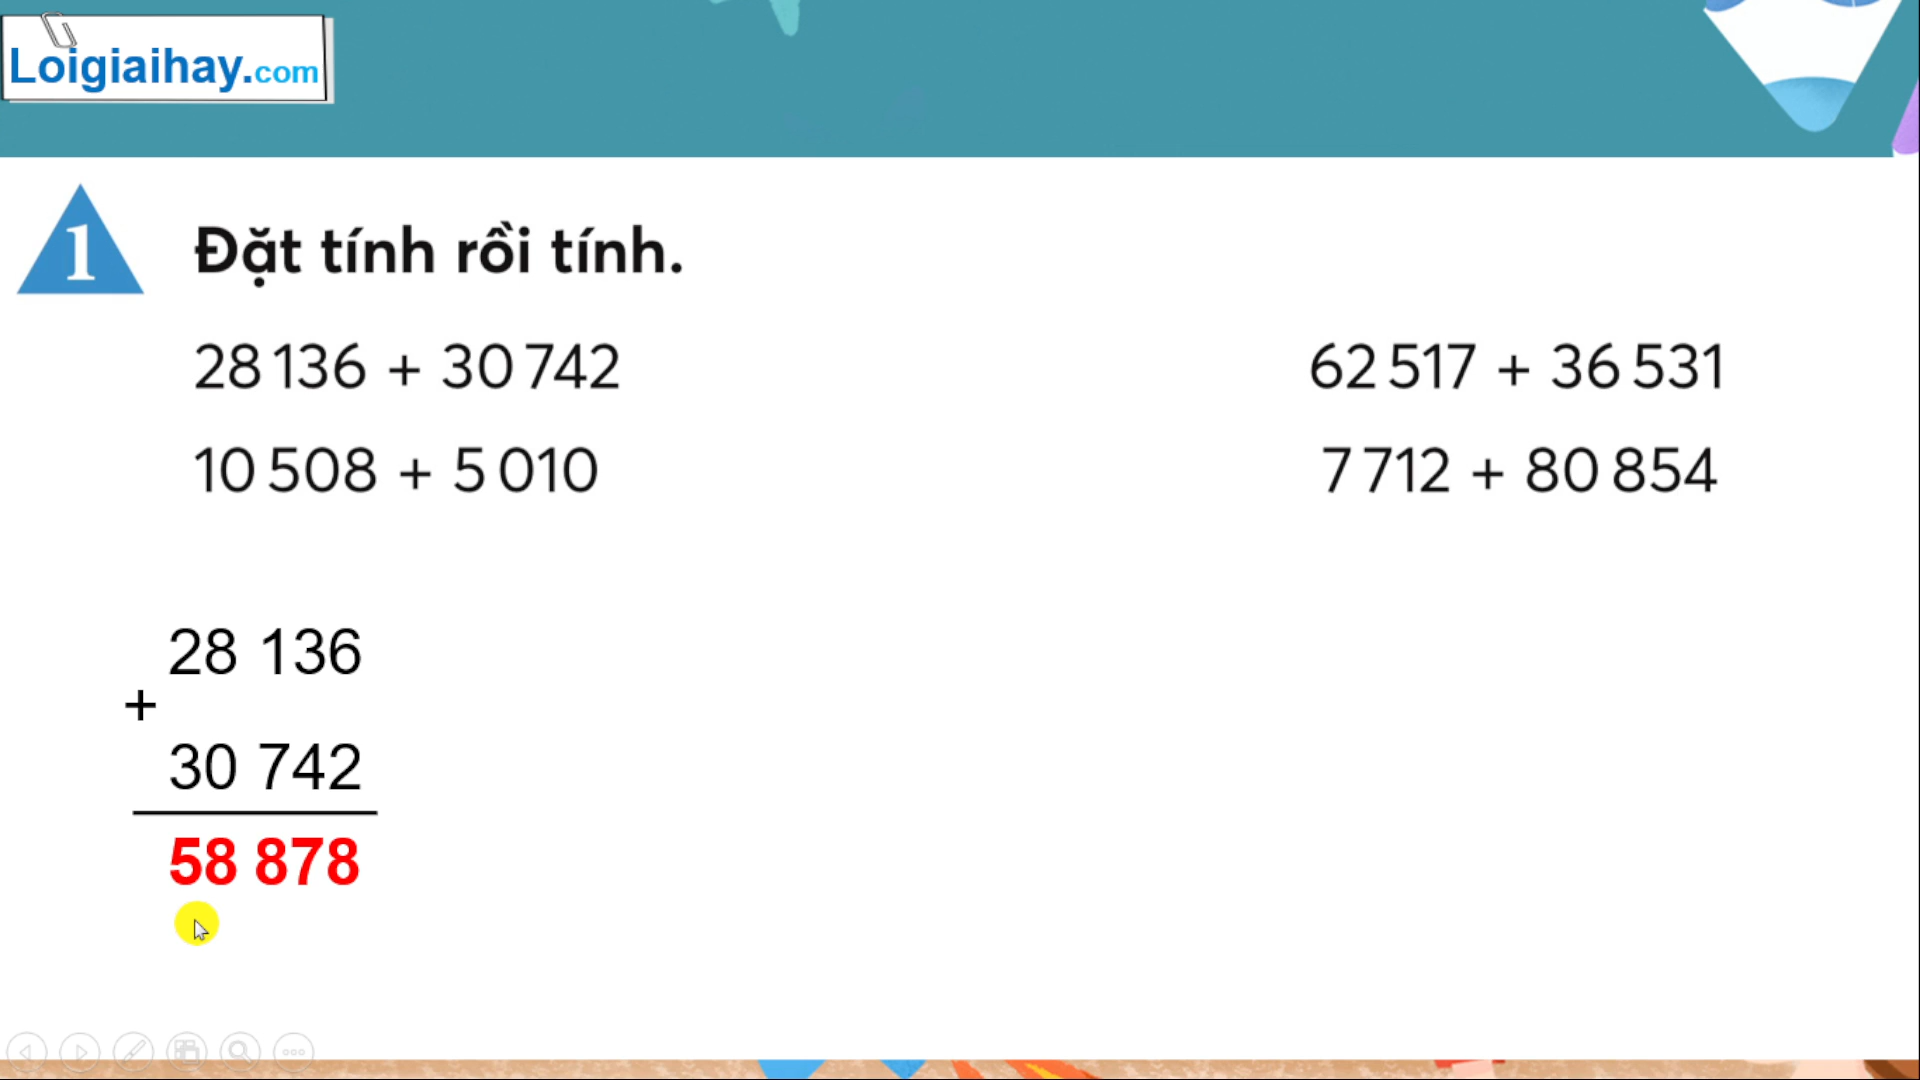 Loigiaihay.com
1 Đặt tính rồi tính.
28 136 + 30 742 62 517 + 36 531
10 508 + 5 010 7 712 + 80 854
28 136
+
30 742
58 878